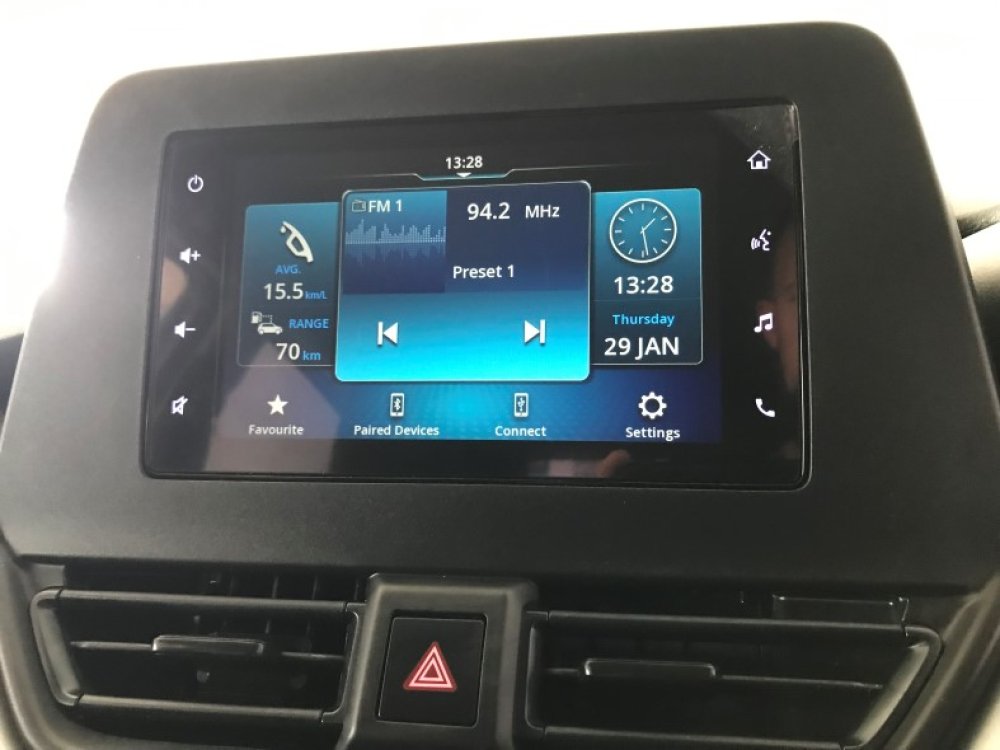 13:28
FM 1
94.2 MHz
Preset 1
AVG.
15.5 km/L
RANGE
70 km
13:28
Thursday
29 JAN
Favourite
Paired Devices
Connect
Settings